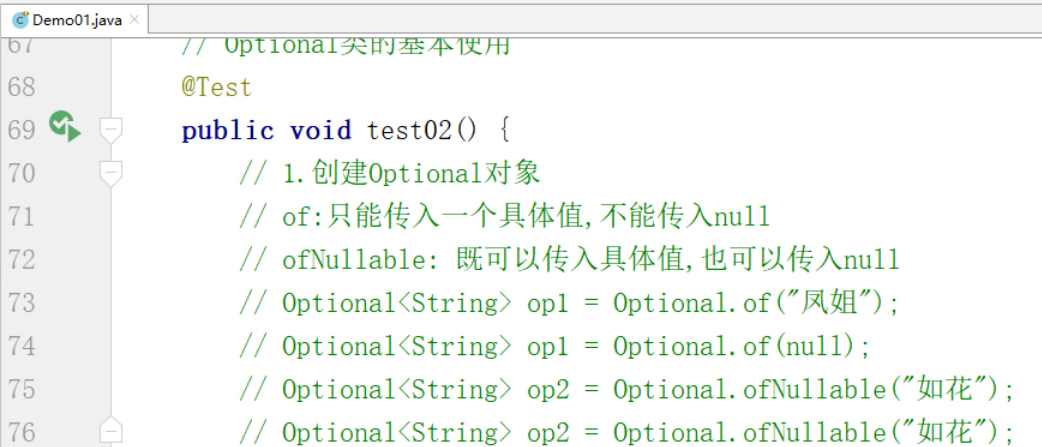 Demo01.java
67 // Optional类的基本使用
68 @Test
69 public void test02() {
70 // 1.创建Optional对象
71 // of:只能传入一个具体值,不能传入null
72 // ofNullable: 既可以传入具体值,也可以传入null
73 // Optional<String> op1 = Optional.of("凤姐");
74 // Optional<String> op1 = Optional.of(null);
75 // Optional<String> op2 = Optional.ofNullable("如花");
76 // Optional<String> op2 = Optional.ofNullable("如花");